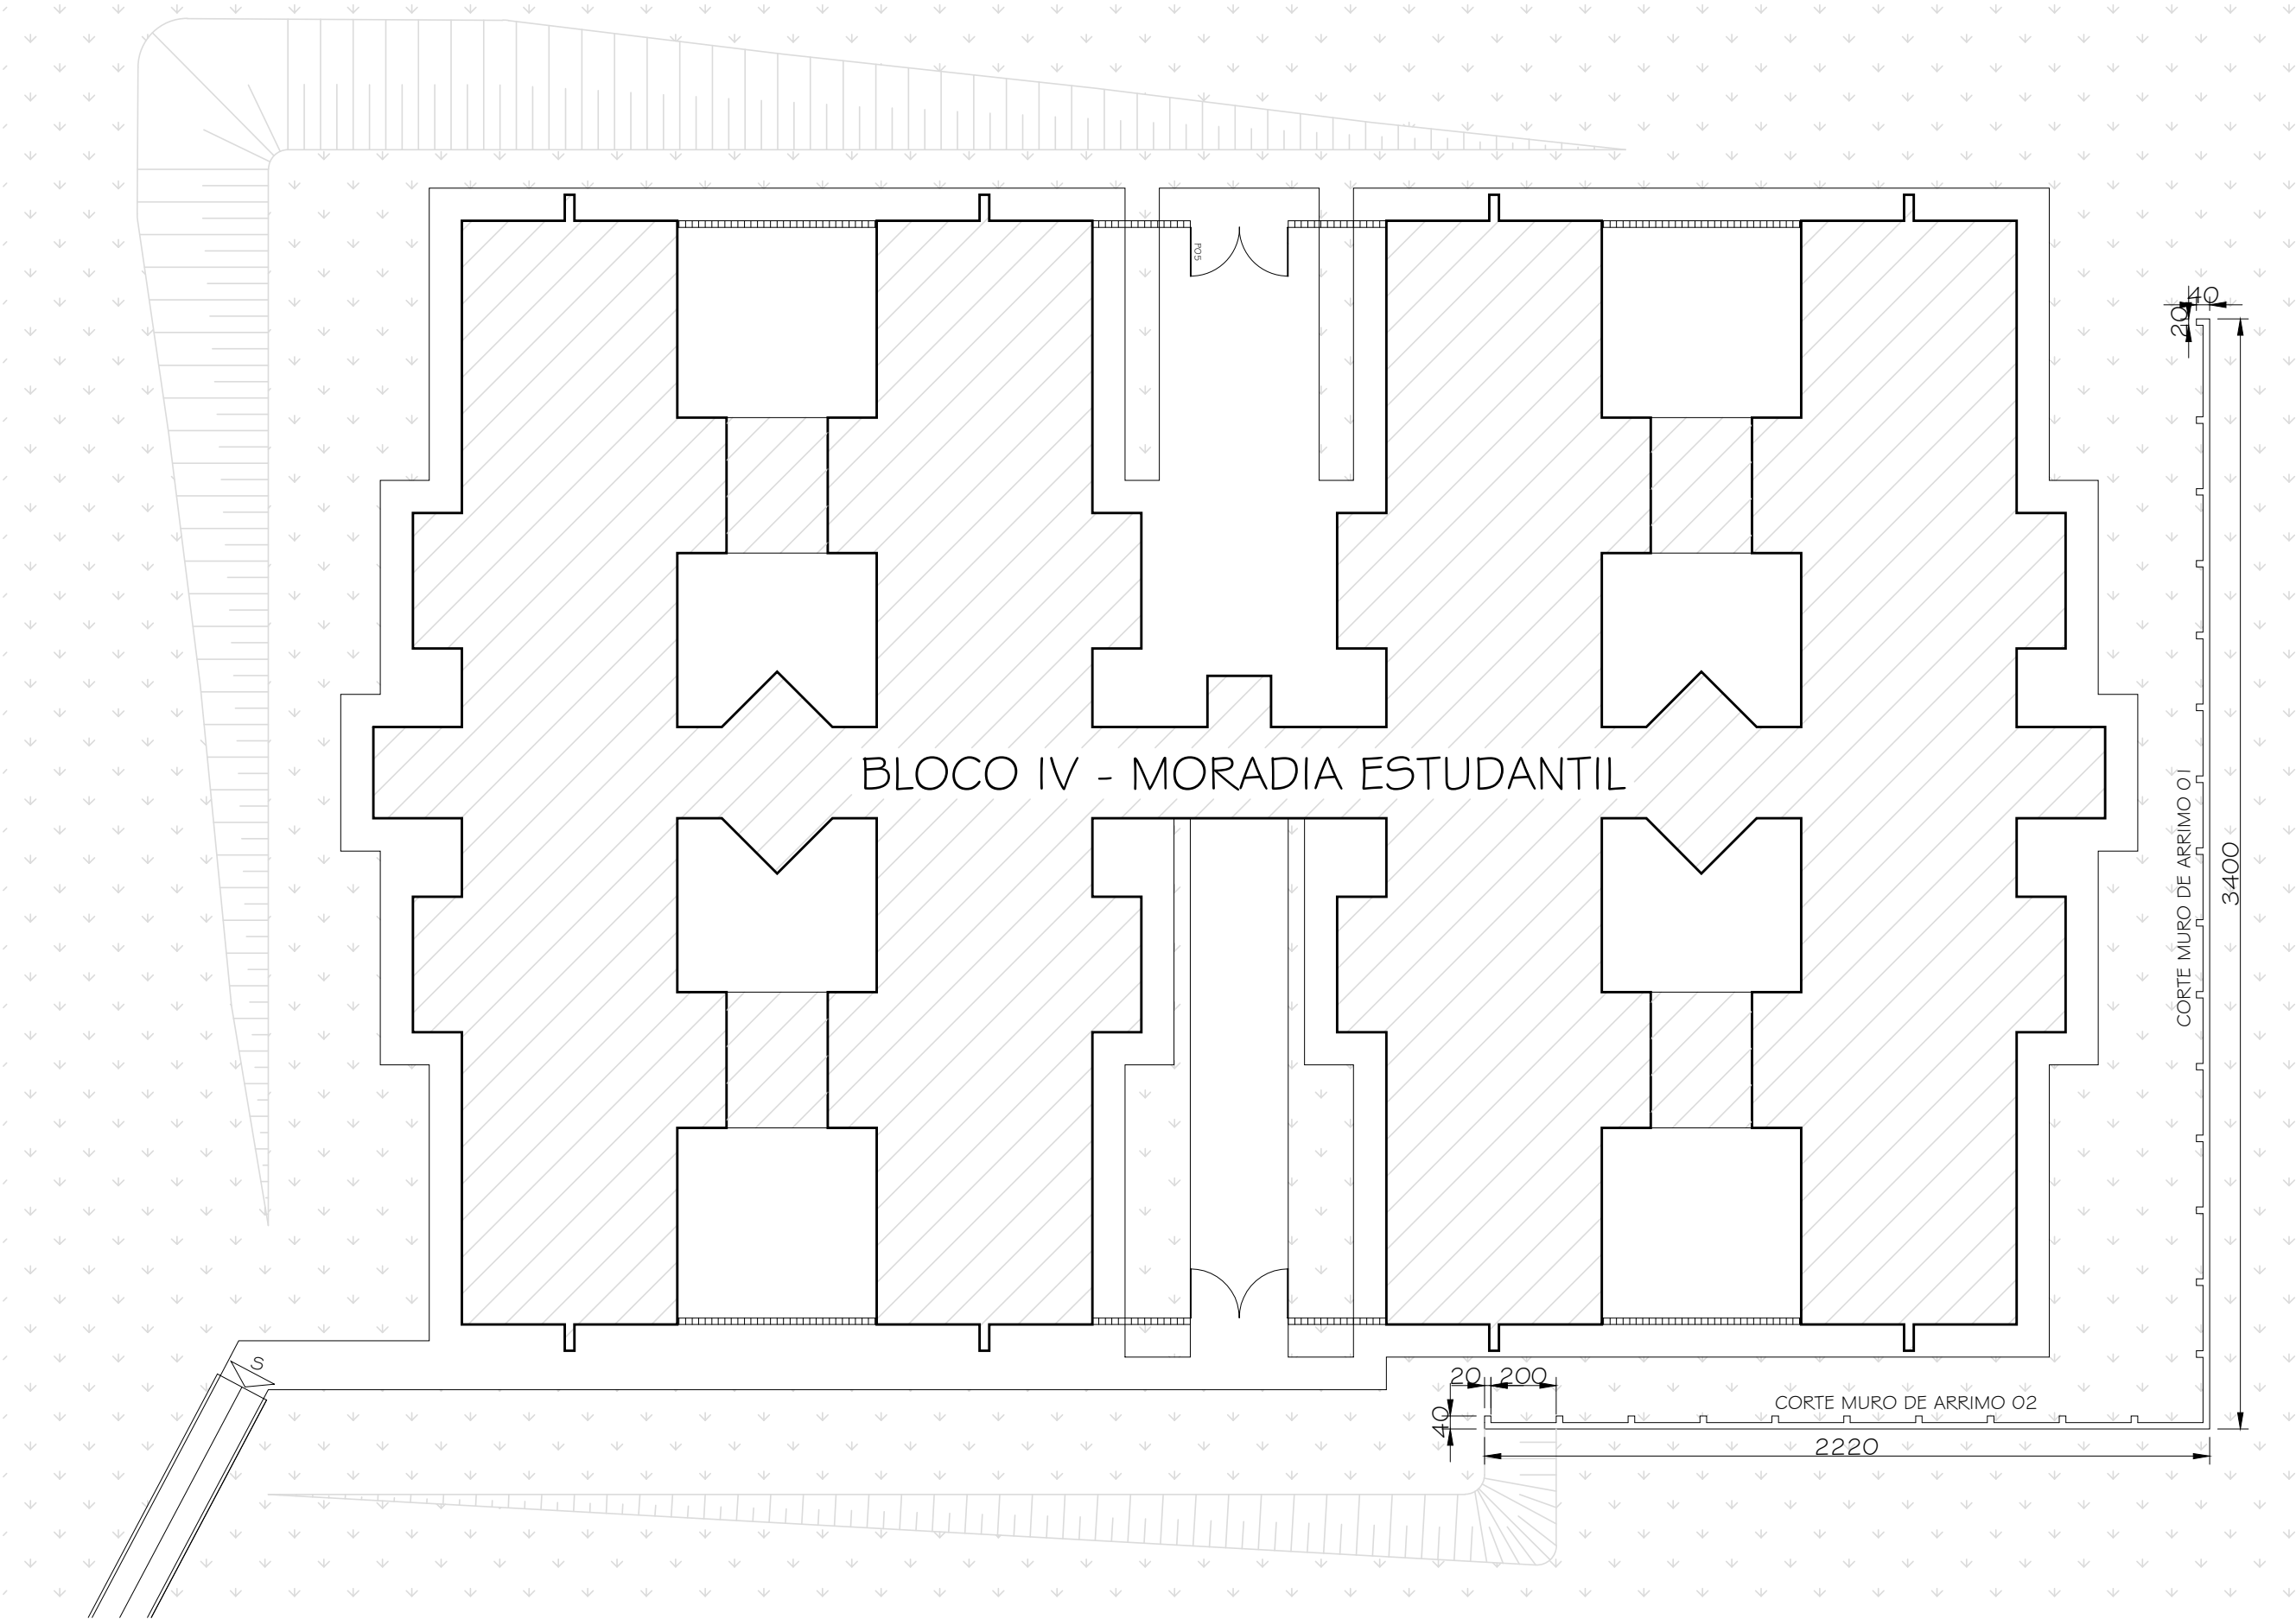 P05
40
20
BLOCO IV - MORADIA ESTUDANTIL
CORTE MURO DE ARRIMO 01
3400
S
20
200
40
CORTE MURO DE ARRIMO 02
2220